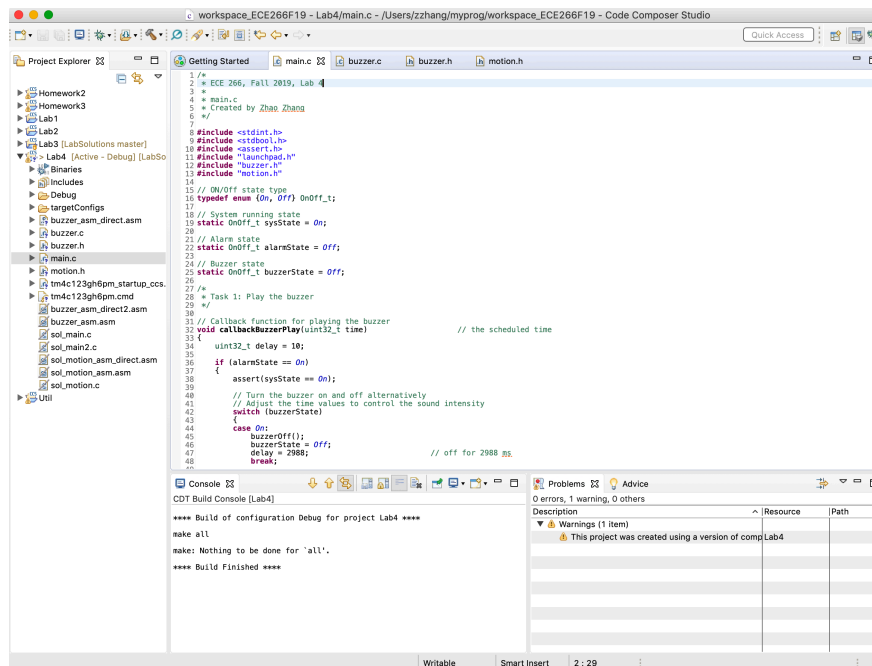 workspace_ECE266F19 - Lab4/main.c - /Users/zzhang/myprog/workspace_ECE266F19 - Code Composer Studio
Quick Access
Project Explorer
Homework2
Homework3
Lab1
Lab2
Lab3 [LabSolutions master]
> Lab4 [Active - Debug] [LabSo
Binaries
Includes
Debug
targetConfigs
buzzer_asm_direct.asm
buzzer.c
buzzer.h
main.c
motion.h
tm4c123gh6pm_startup_ccs.
tm4c123gh6pm.cmd
buzzer_asm_direct2.asm
buzzer_asm.asm
sol_main.c
sol_main2.c
sol_motion_asm_direct.asm
sol_motion_asm.asm
sol_motion.c
Util
Getting Started main.c buzzer.c buzzer.h motion.h
1 /*
2 * ECE 266, Fall 2019, Lab 4
3 *
4 * main.c
5 * Created by Zhao Zhang
6 */
7
8 #include <stdint.h>
9 #include <stdbool.h>
10 #include <assert.h>
11 #include "launchpad.h"
12 #include "buzzer.h"
13 #include "motion.h"
14
15 // ON/Off state type
16 typedef enum {On, Off} OnOff_t;
17
18 // System running state
19 static OnOff_t sysState = On;
20
21 // Alarm state
22 static OnOff_t alarmState = Off;
23
24 // Buzzer state
25 static OnOff_t buzzerState = Off;
26
27 /*
28 * Task 1: Play the buzzer
29 */
30
31 // Callback function for playing the buzzer
32 void callbackBuzzerPlay(uint32_t time) // the scheduled time
33 {
34 uint32_t delay = 10;
35
36 if (alarmState == On)
37 {
38 assert(sysState == On);
39
40 // Turn the buzzer on and off alternatively
41 // Adjust the time values to control the sound intensity
42 switch (buzzerState)
43 {
44 case On:
45 buzzerOff();
46 buzzerState = Off;
47 delay = 2988; // off for 2988 ms
48 break;
Console
CDT Build Console [Lab4]
**** Build of configuration Debug for project Lab4 ****
make all
make: Nothing to be done for `all'.
**** Build Finished ****
Problems Advice
0 errors, 1 warning, 0 others
Description Resource Path
Warnings (1 item)
This project was created using a version of comp Lab4
Writable Smart Insert 2 : 29